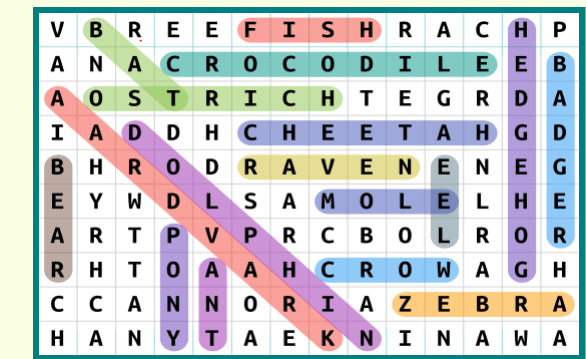 V B R E E F I S H R A C H P
A N A C R O C O D I L E E B
A O S T R I C H T E G R D A
I A D D H C H E E T A H G D
B H R O D R A V E N E N E G
E Y W D L S A M O L E L H E
A R T P V P R C B O L R O R
R H T O A A H C R O W A G H
C C A N N O R I A Z E B R A
H A N Y T A E K N I N A W A